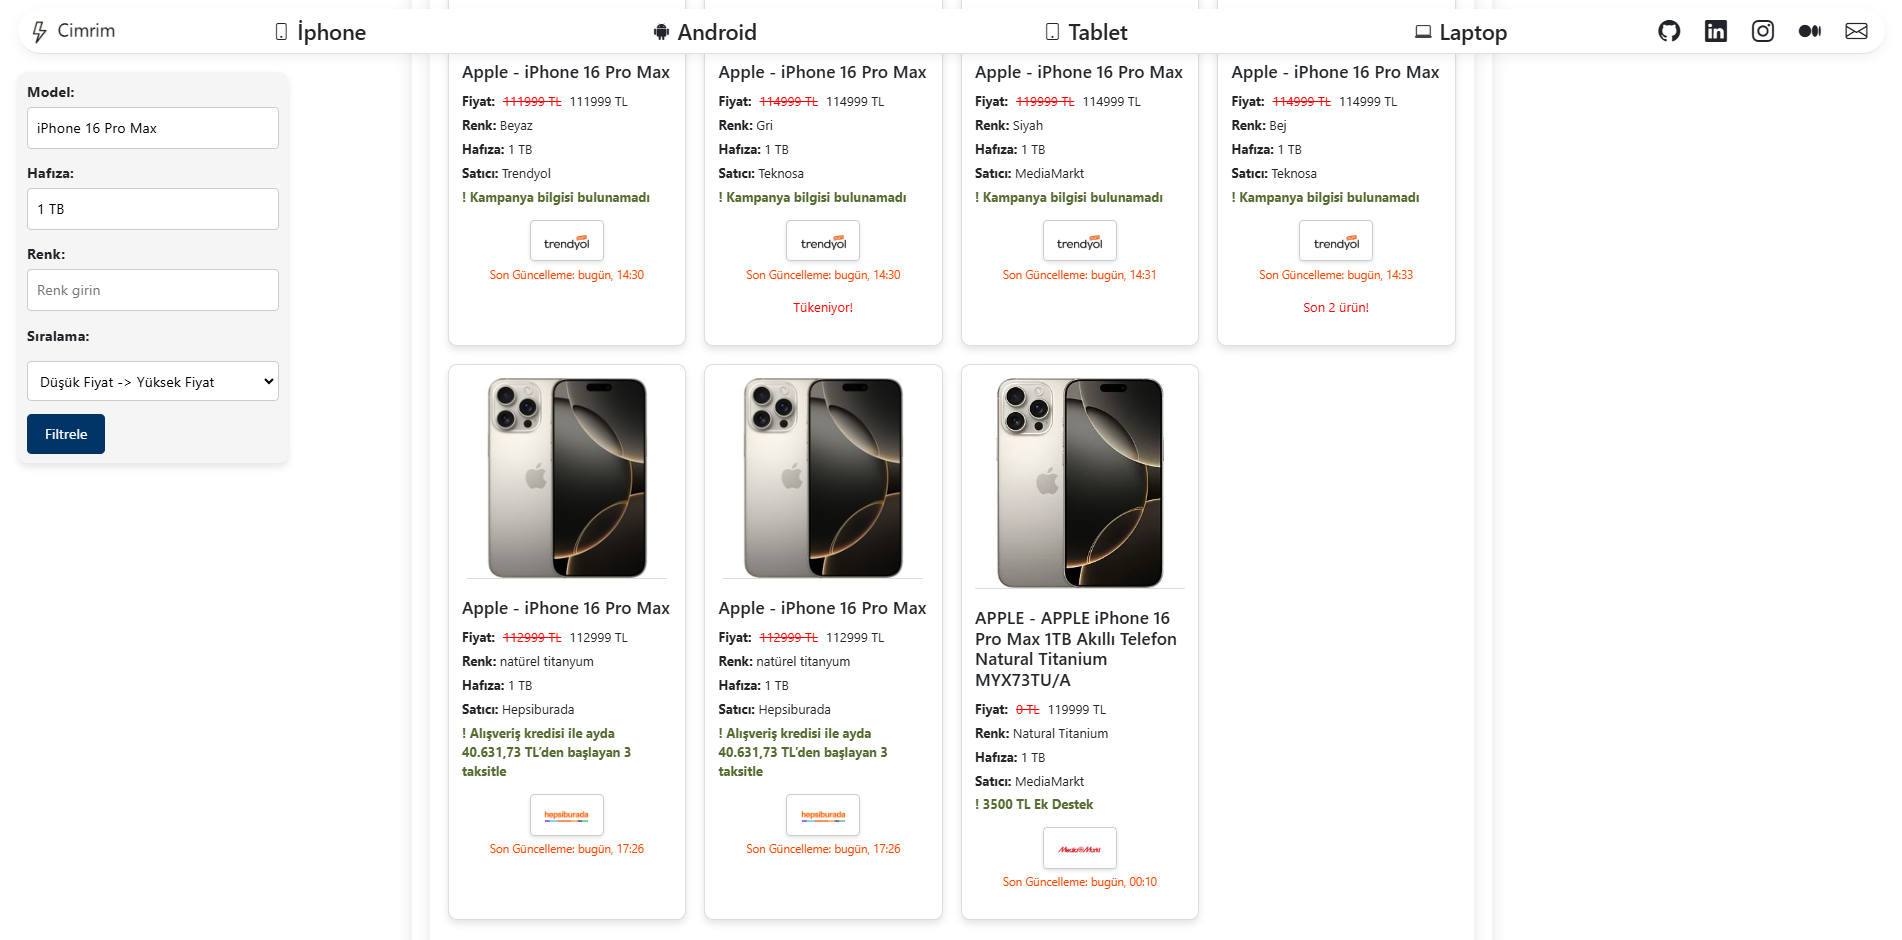 Cimrim
İphone
Android
Tablet
Laptop
Model:
iPhone 16 Pro Max
Hafıza:
1 TB
Renk:
Renk girin
Sıralama:
Düşük Fiyat -> Yüksek Fiyat
Filtrele
Apple - iPhone 16 Pro Max
Fiyat: 111999 TL 111999 TL
Renk: Beyaz
Hafıza: 1 TB
Satıcı: Trendyol
! Kampanya bilgisi bulunamadı
trendyol
Son Güncelleme: bugün, 14:30
Apple - iPhone 16 Pro Max
Fiyat: 114999 TL 114999 TL
Renk: Gri
Hafıza: 1 TB
Satıcı: Teknosa
! Kampanya bilgisi bulunamadı
trendyol
Son Güncelleme: bugün, 14:30
Tükeniyor!
Apple - iPhone 16 Pro Max
Fiyat: 119999 TL 114999 TL
Renk: Siyah
Hafıza: 1 TB
Satıcı: MediaMarkt
! Kampanya bilgisi bulunamadı
trendyol
Son Güncelleme: bugün, 14:31
Apple - iPhone 16 Pro Max
Fiyat: 114999 TL 114999 TL
Renk: Bej
Hafıza: 1 TB
Satıcı: Teknosa
! Kampanya bilgisi bulunamadı
trendyol
Son Güncelleme: bugün, 14:33
Son 2 ürün!
Apple - iPhone 16 Pro Max
Fiyat: 112999 TL 112999 TL
Renk: natürel titanyum
Hafıza: 1 TB
Satıcı: Hepsiburada
! Alışveriş kredisi ile ayda
40.631,73 TL’den başlayan 3
taksitle
hepsiburada
Son Güncelleme: bugün, 17:26
Apple - iPhone 16 Pro Max
Fiyat: 112999 TL 112999 TL
Renk: natürel titanyum
Hafıza: 1 TB
Satıcı: Hepsiburada
! Alışveriş kredisi ile ayda
40.631,73 TL’den başlayan 3
taksitle
hepsiburada
Son Güncelleme: bugün, 17:26
APPLE - APPLE iPhone 16
Pro Max 1TB Akıllı Telefon
Natural Titanium
MYX73TU/A
Fiyat: 0 TL 119999 TL
Renk: Natural Titanium
Hafıza: 1 TB
Satıcı: MediaMarkt
! 3500 TL Ek Destek
MediaMarkt
Son Güncelleme: bugün, 00:10